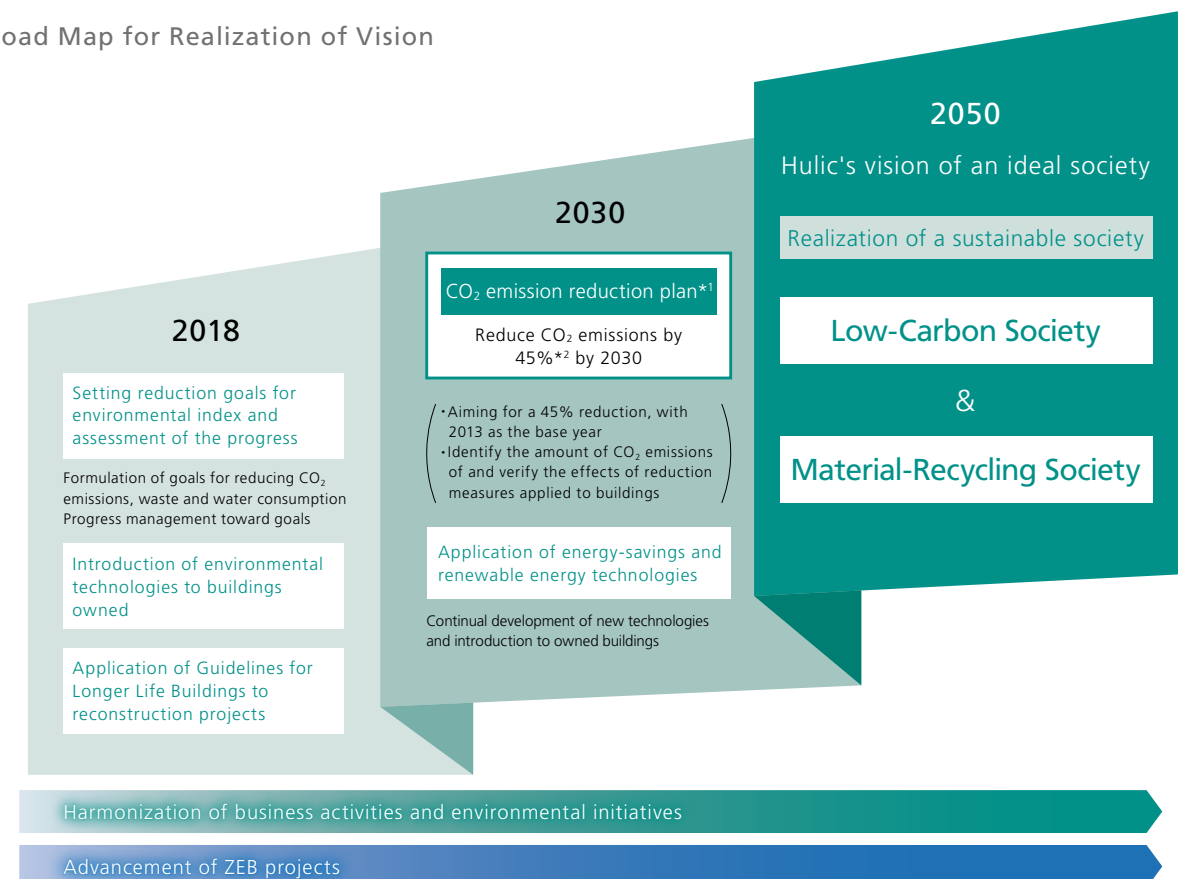 oad Map for Realization of Vision
2018
Setting reduction goals for
environmental index and
assessment of the progress
Formulation of goals for reducing CO₂
emissions, waste and water consumption
Progress management toward goals
Introduction of environmental
technologies to buildings
owned
Application of Guidelines for
Longer Life Buildings to
reconstruction projects
2030
CO₂ emission reduction plan*¹
Reduce CO₂ emissions by
45%*² by 2030
・Aiming for a 45% reduction, with
2013 as the base year
・Identify the amount of CO₂ emissions
of and verify the effects of reduction
measures applied to buildings
Application of energy-savings and
renewable energy technologies
Continual development of new technologies
and introduction to owned buildings
2050
Hulic's vision of an ideal society
Realization of a sustainable society
Low-Carbon Society
&
Material-Recycling Society
Harmonization of business activities and environmental initiatives
Advancement of ZEB projects